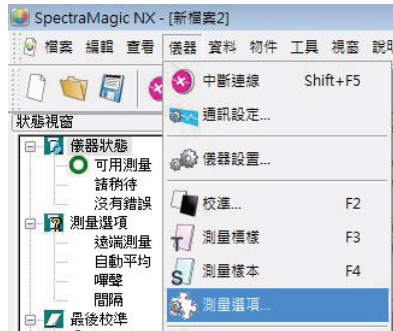 SpectraMagic NX - [新檔案2]
檔案 編輯 查看 儀器 資料 物件 工具 視窗 說明
中斷連線 Shift+F5
通訊設定...
儀器設置...
校準... F2
測量標樣 F3
測量樣本 F4
測量選項...
狀態視窗
儀器狀態
可用測量
請稍待
沒有錯誤
測量選項
遠端測量
自動平均
嗶聲
間隔
最後校準